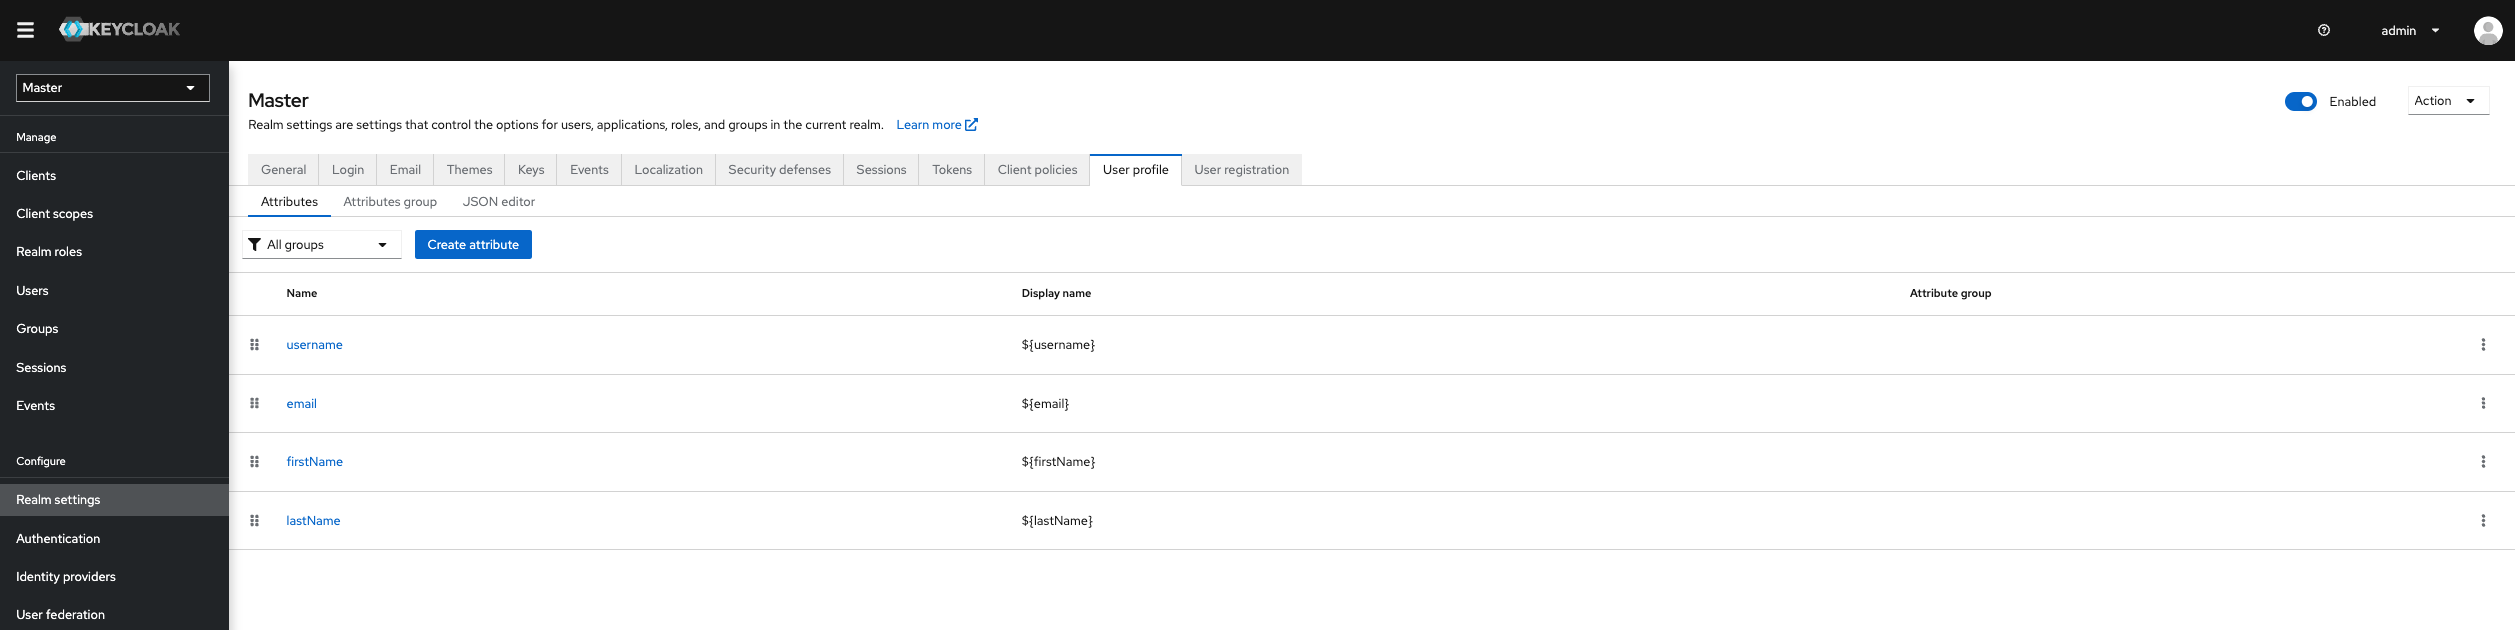 KEYCLOAK
admin
Master
Manage
Clients
Client scopes
Realm roles
Users
Groups
Sessions
Events
Configure
Realm settings
Authentication
Identity providers
User federation
Master
Enabled
Action
Realm settings are settings that control the options for users, applications, roles, and groups in the current realm. Learn more
General Login Email Themes Keys Events Localization Security defenses Sessions Tokens Client policies User profile User registration
Attributes Attributes group JSON editor
All groups Create attribute
Name Display name Attribute group
username ${username}
email ${email}
firstName ${firstName}
lastName ${lastName}